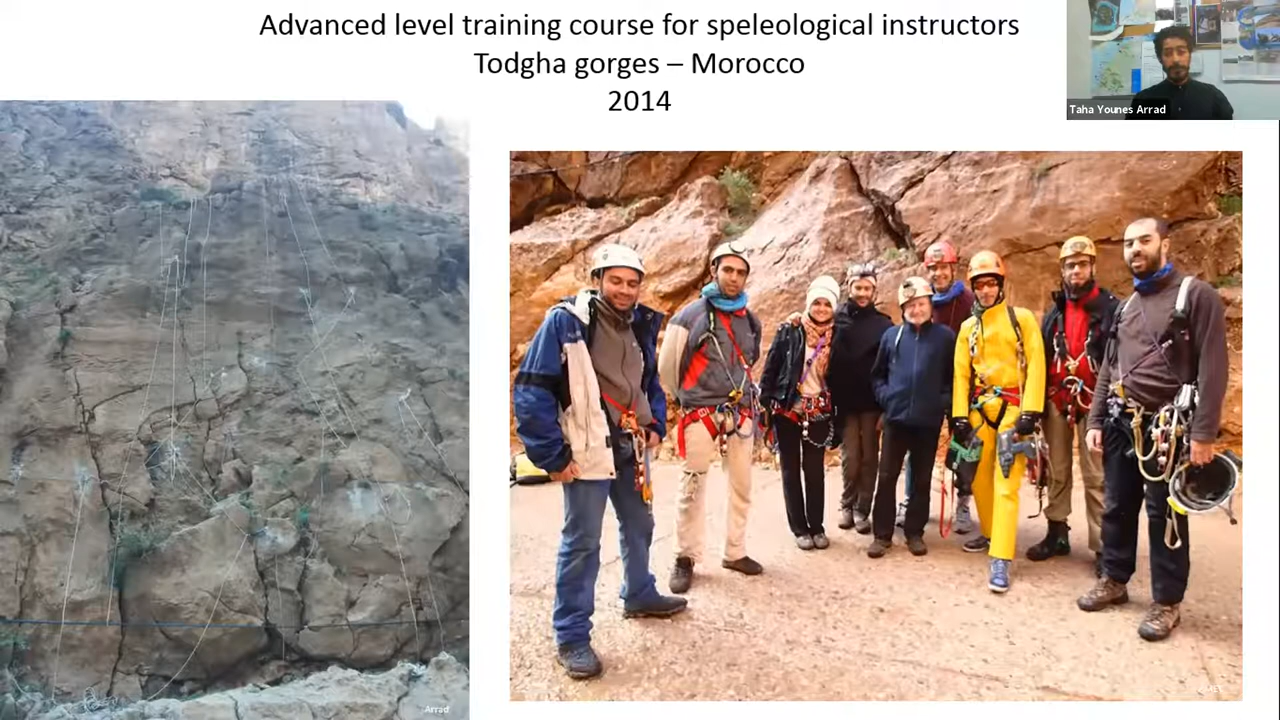 Advanced level training course for speleological instructors
Todgha gorges – Morocco
2014
Taha Younes Arrad
Arrad